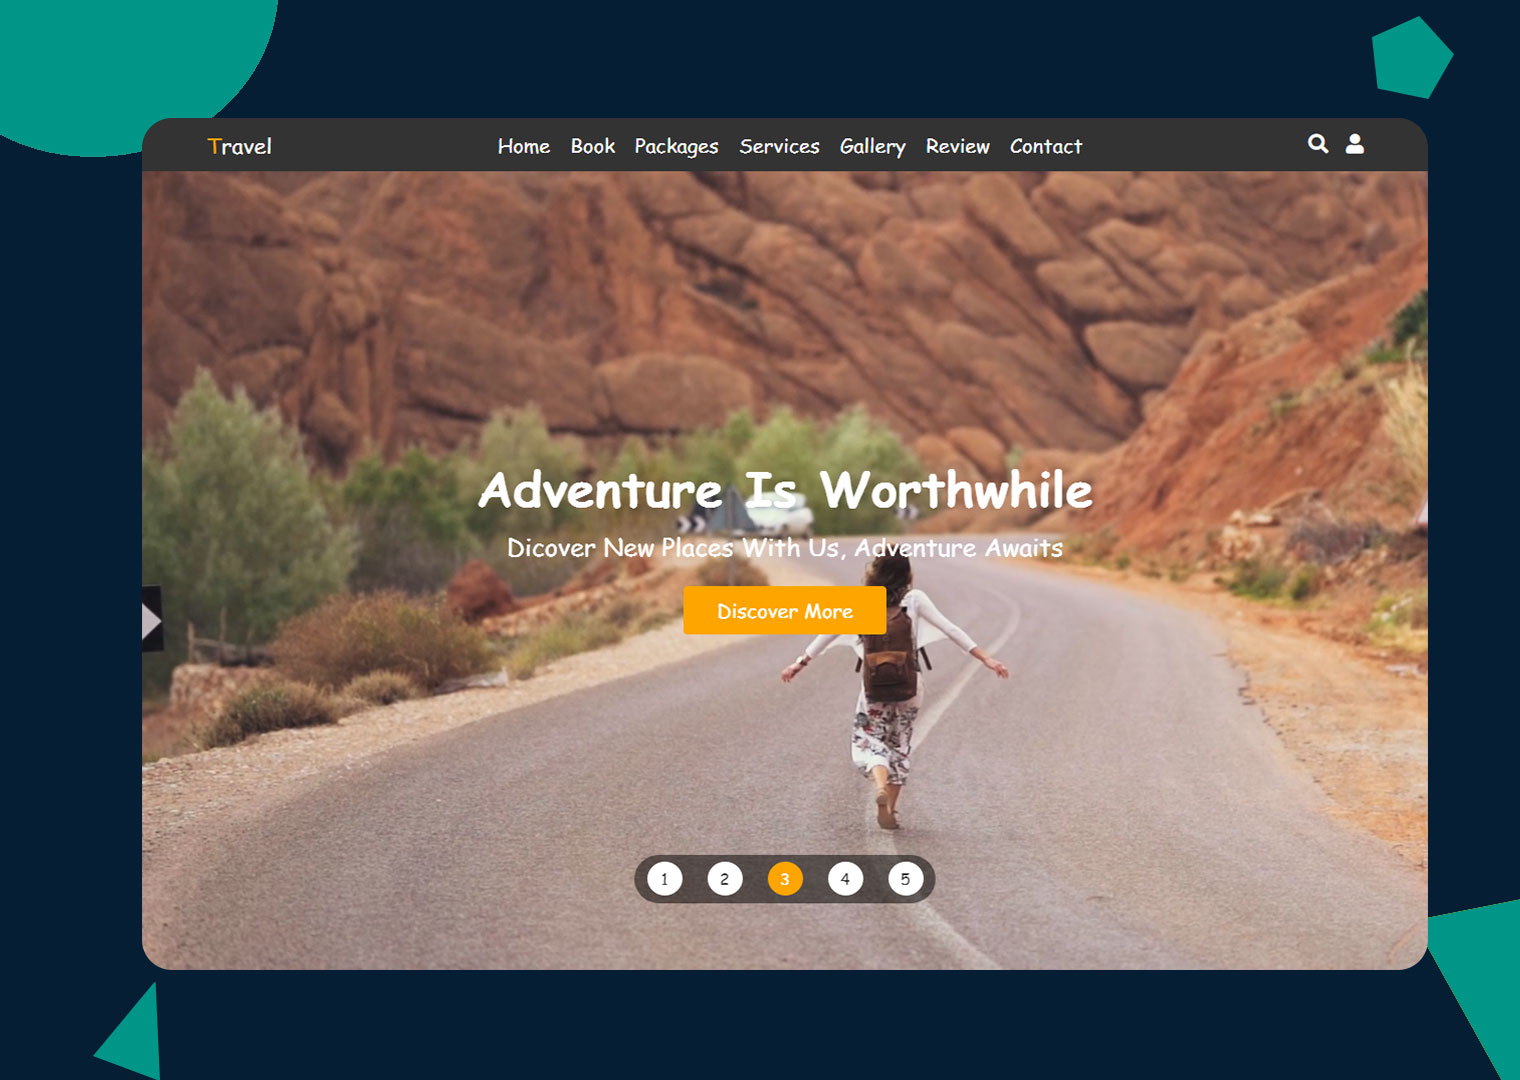 Travel Home Book Packages Services Gallery Review Contact
Adventure Is Worthwhile
Dicover New Places With Us, Adventure Awaits
Discover More
1 2 3 4 5